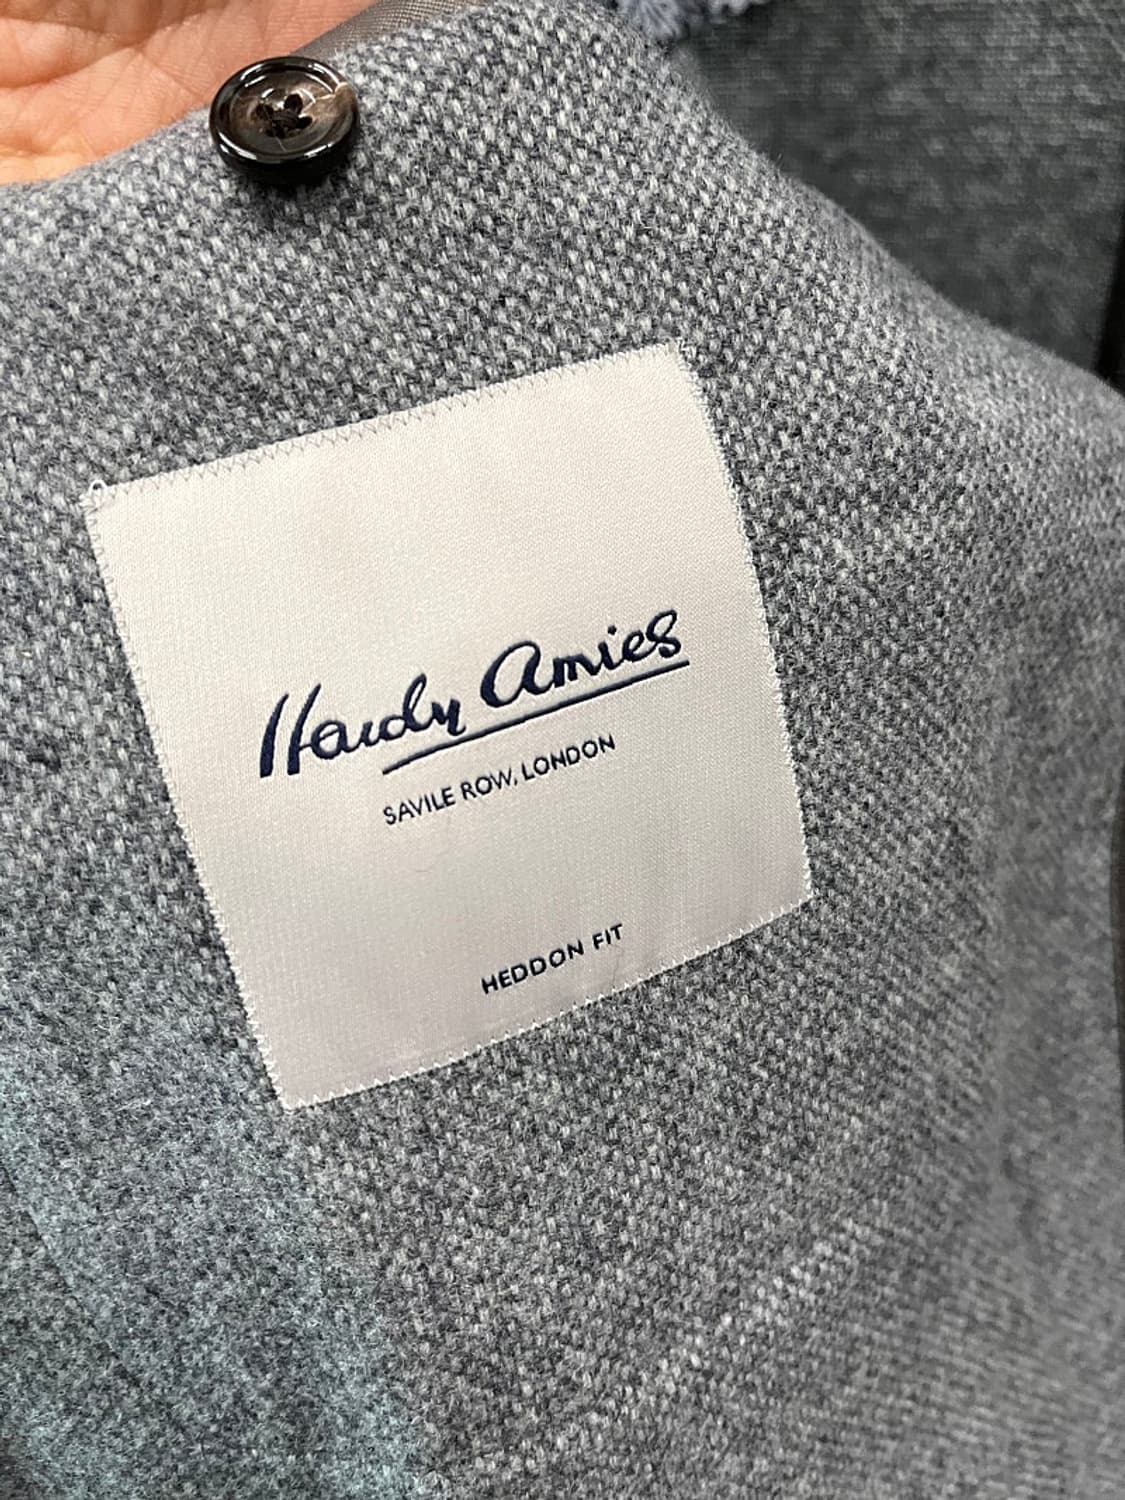 Hardy Amies
SAVILE ROW, LONDON
HEDDON FIT